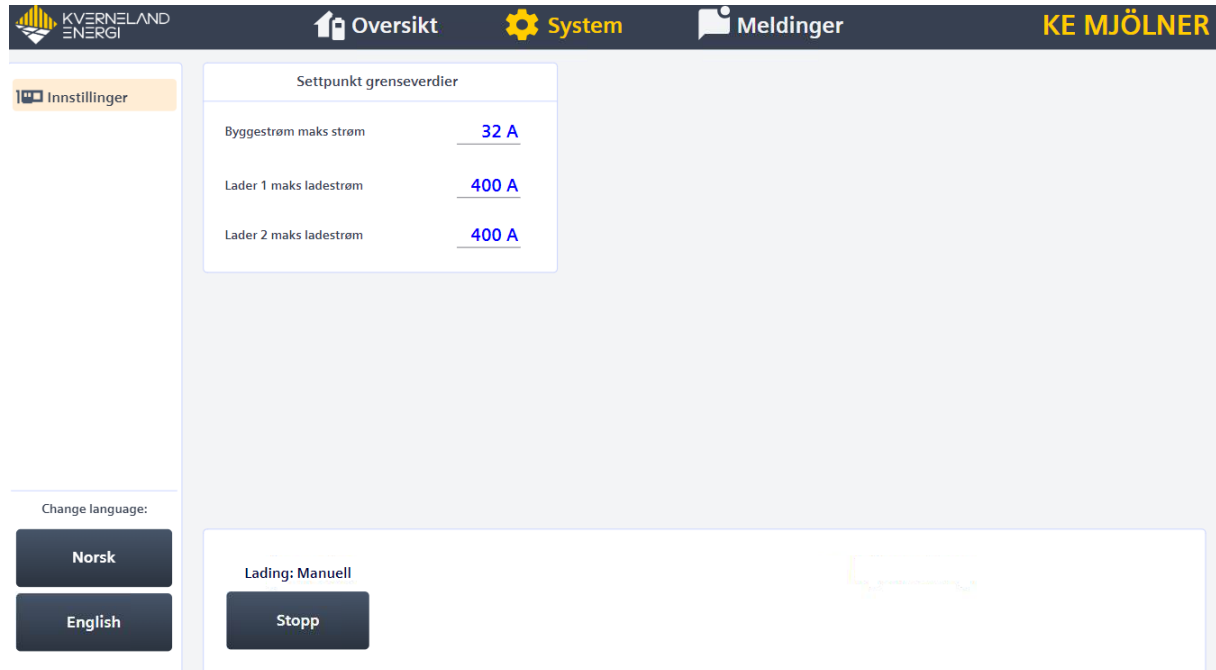 KVERNELAND
ENERGI
Oversikt
System
Meldinger
KE MJÖLNER
Innstillinger
Settpunkt grenseverdier
Byggestrøm maks strøm 32 A
Lader 1 maks ladestrøm 400 A
Lader 2 maks ladestrøm 400 A
Change language:
Norsk
English
Lading: Manuell
Stopp